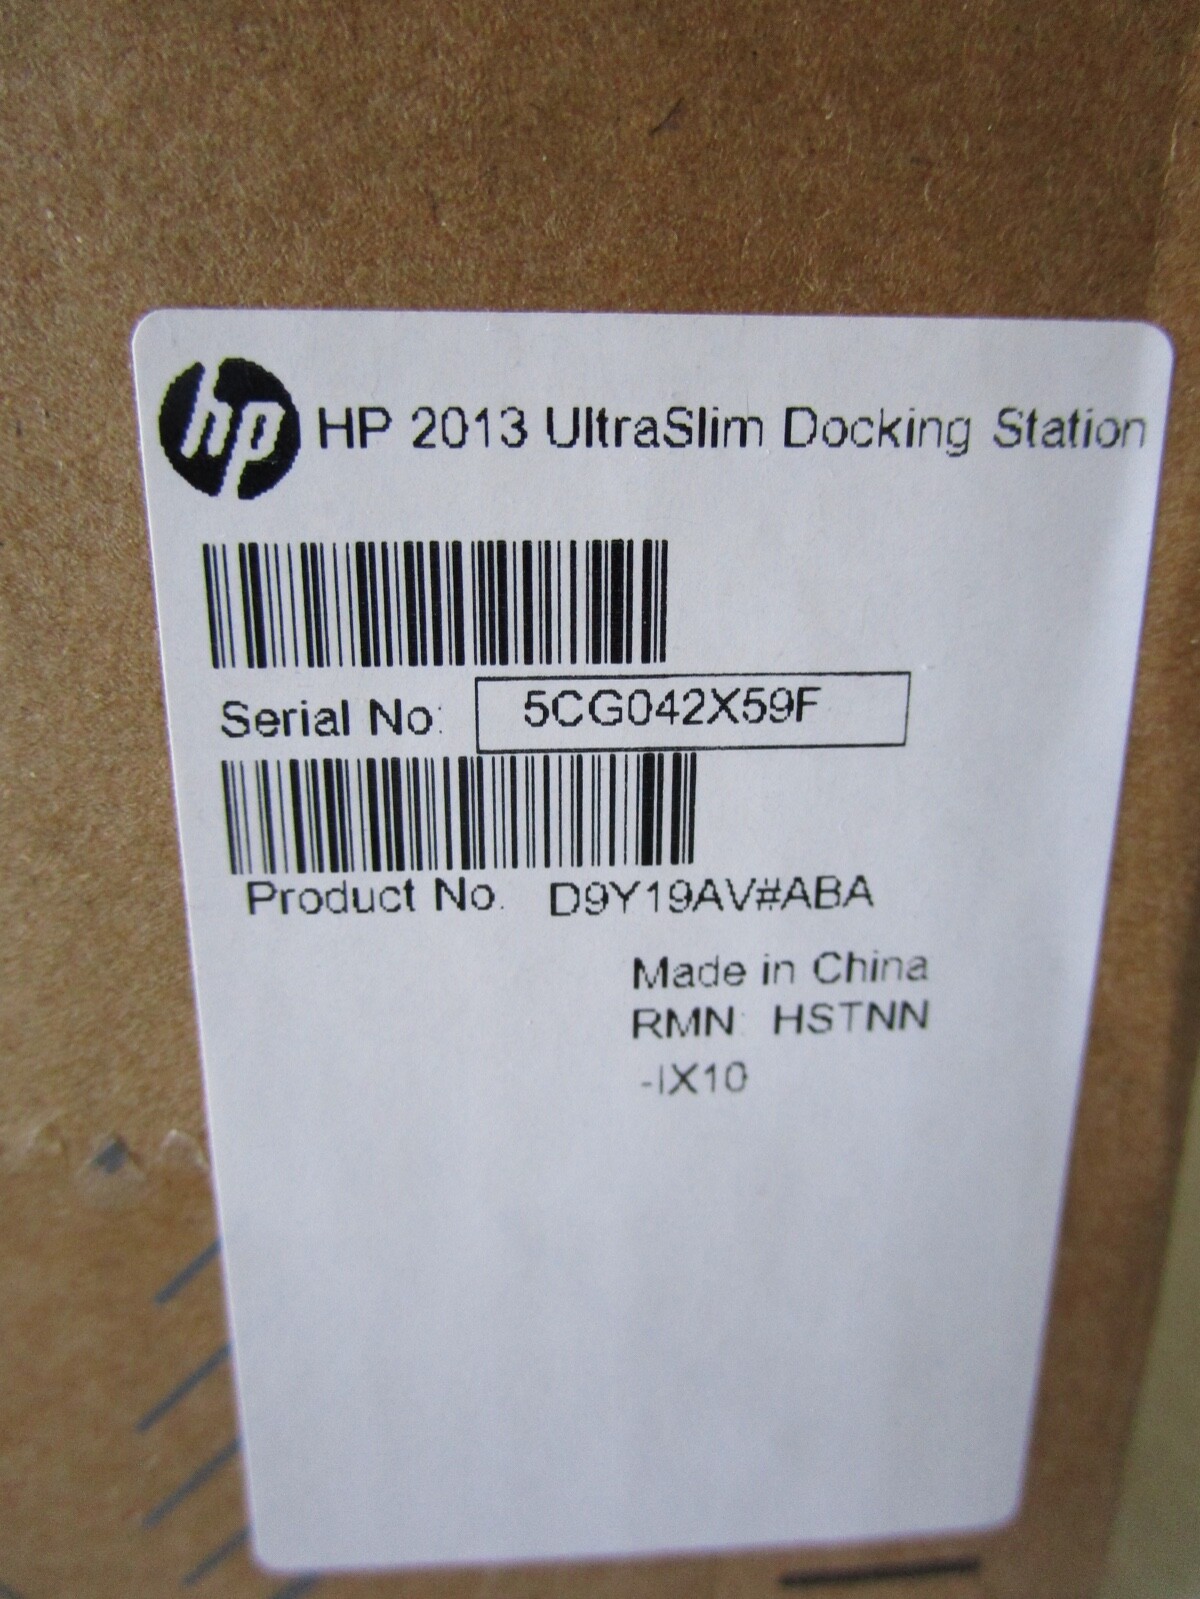 hp HP 2013 UltraSlim Docking Station
Serial No: 5CG042X59F
Product No. D9Y19AV#ABA
Made in China
RMN: HSTNN
-IX10